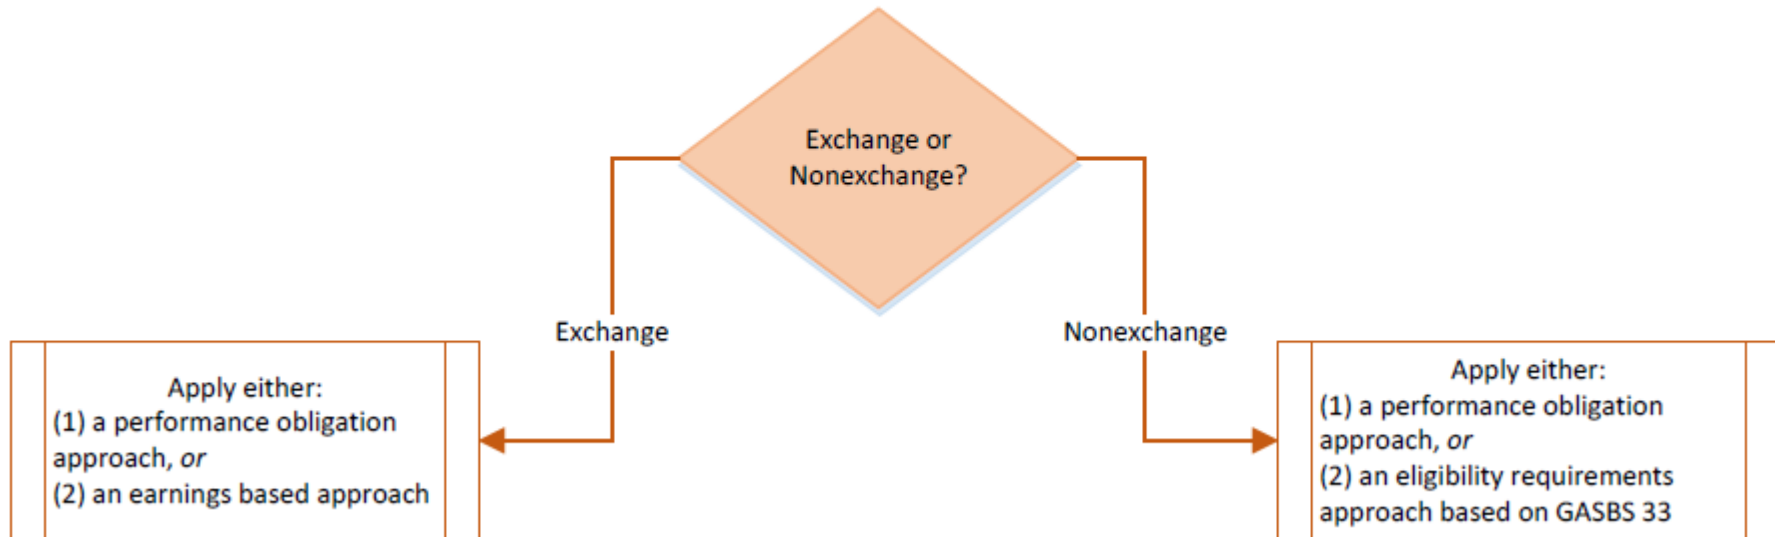 Exchange or
Nonexchange?
Exchange
Nonexchange
Apply either:
(1) a performance obligation
approach, or
(2) an earnings based approach
Apply either:
(1) a performance obligation
approach, or
(2) an eligibility requirements
approach based on GASBS 33